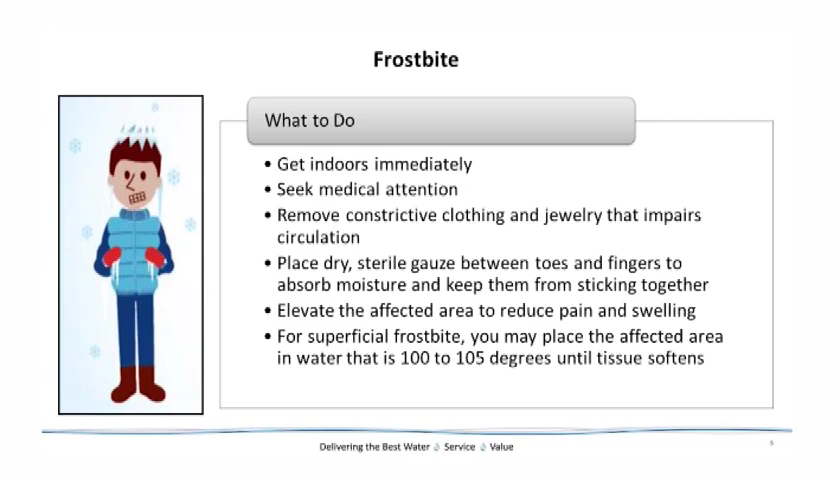 Frostbite
What to Do
• Get indoors immediately
• Seek medical attention
• Remove constrictive clothing and jewelry that impairs
circulation
• Place dry, sterile gauze between toes and fingers to
absorb moisture and keep them from sticking together
• Elevate the affected area to reduce pain and swelling
• For superficial frostbite, you may place the affected area
in water that is 100 to 105 degrees until tissue softens
Delivering the Best Water 💧 Service 💧 Value